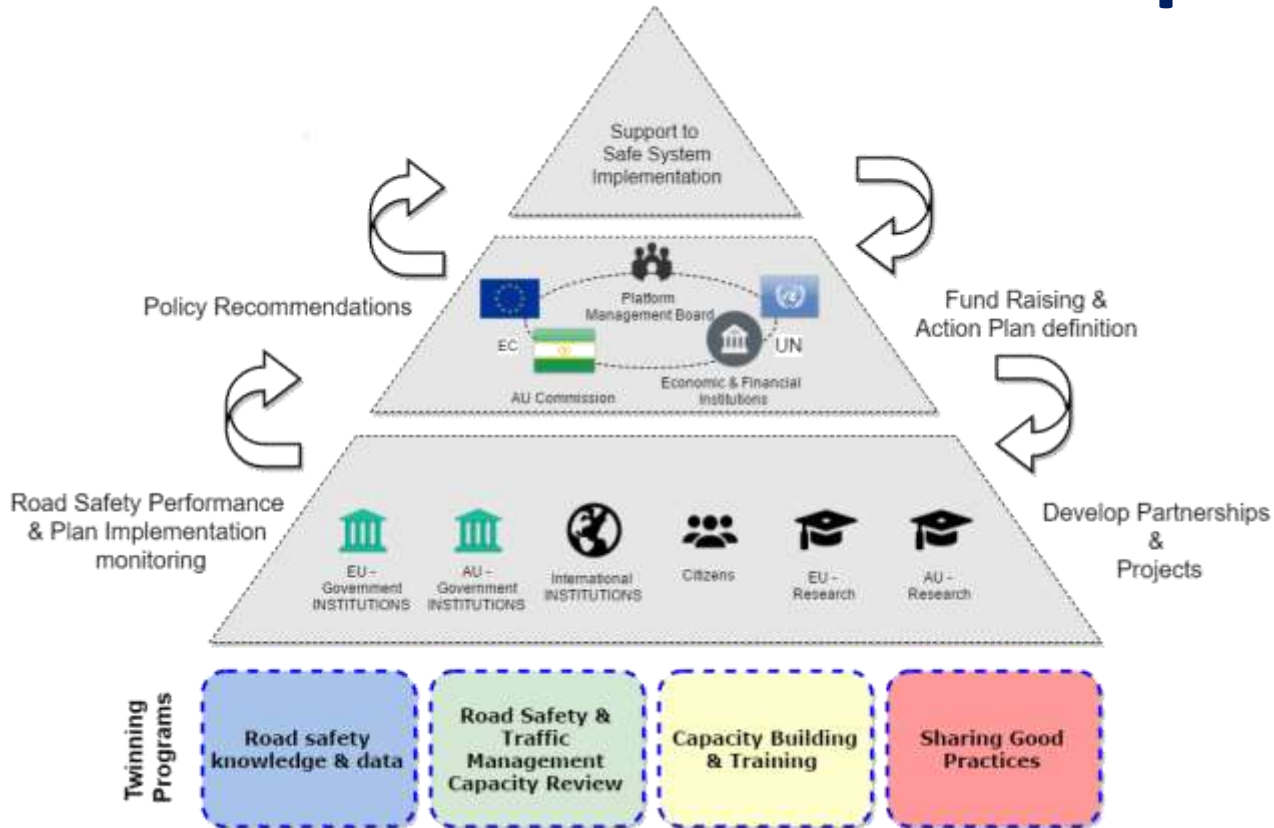 Support to
Safe System
Implementation
Policy Recommendations
Fund Raising &
Action Plan definition
Platform
Management Board
EC
UN
AU Commission
Economic & Financial
Institutions
Road Safety Performance
& Plan Implementation
monitoring
Develop Partnerships
&
Projects
EU -
Government
INSTITUTIONS
AU -
Government
INSTITUTIONS
International
INSTITUTIONS
Citizens
EU -
Research
AU -
Research
Twinning
Programs
Road safety
knowledge & data
Road Safety &
Traffic
Management
Capacity Review
Capacity Building
& Training
Sharing Good
Practices